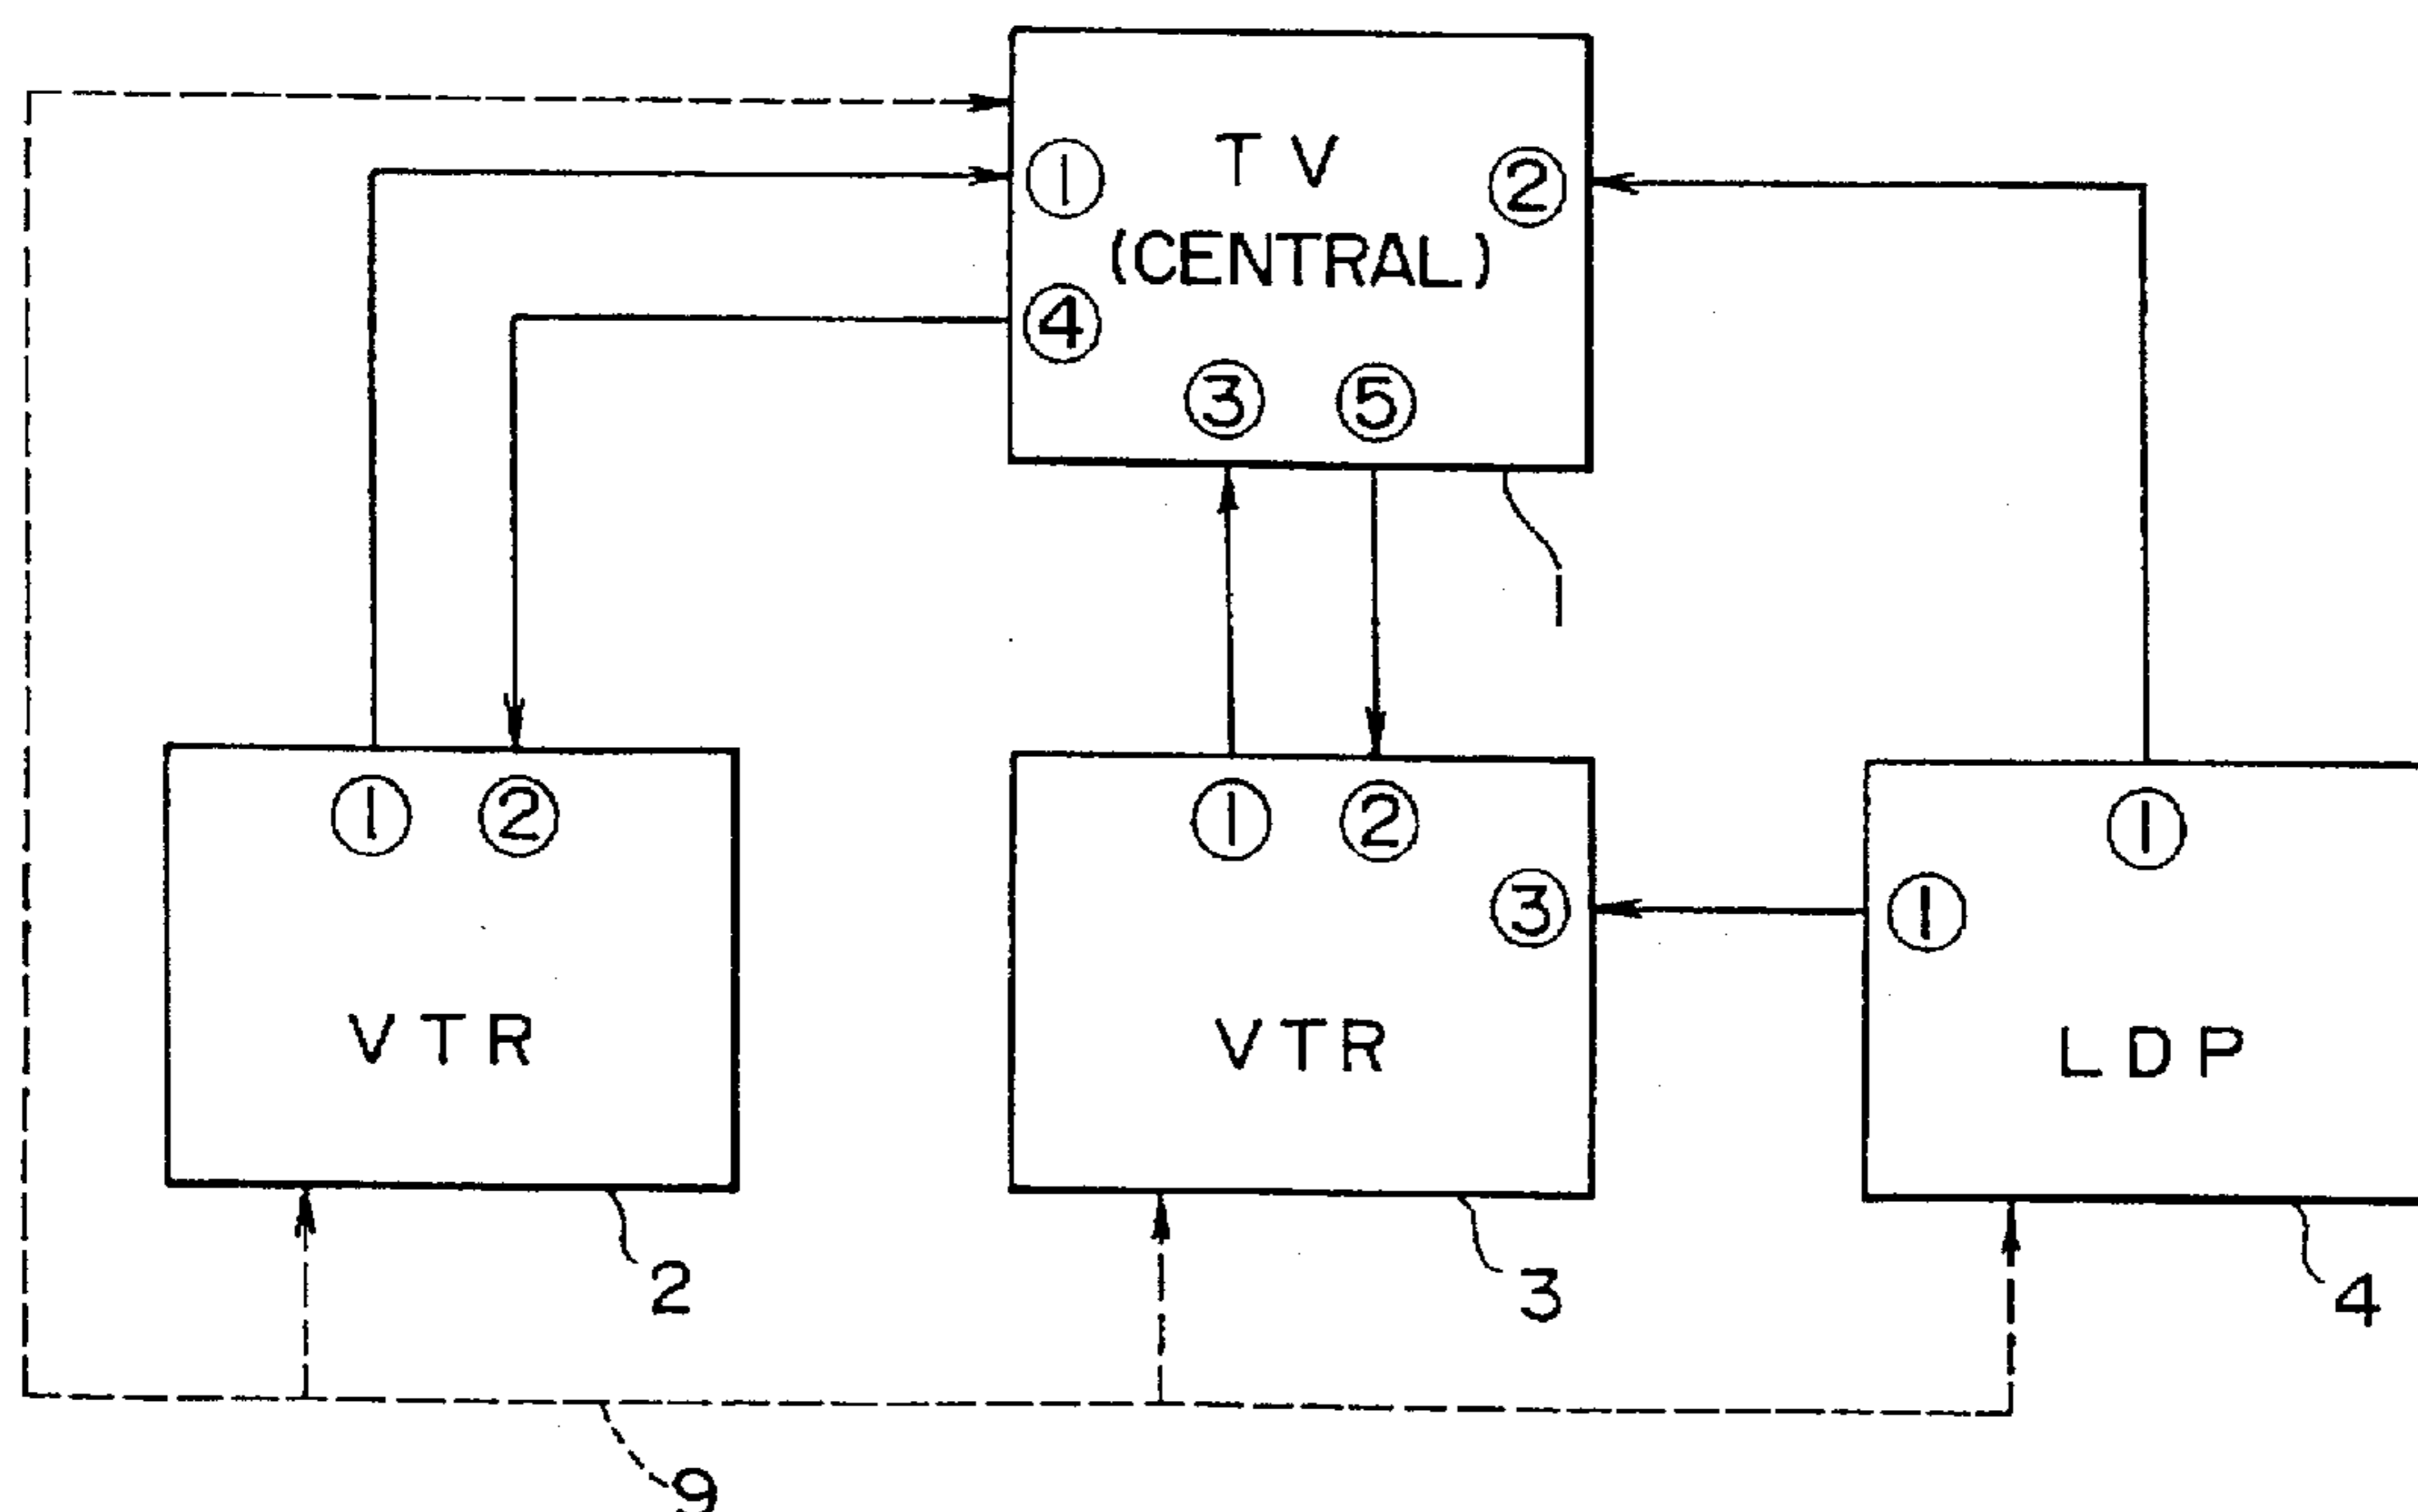 TV
① ②
(CENTRAL)
④
③ ⑤
1
① ②
VTR
2
① ②
③
VTR
3
①
①
LDP
4
9